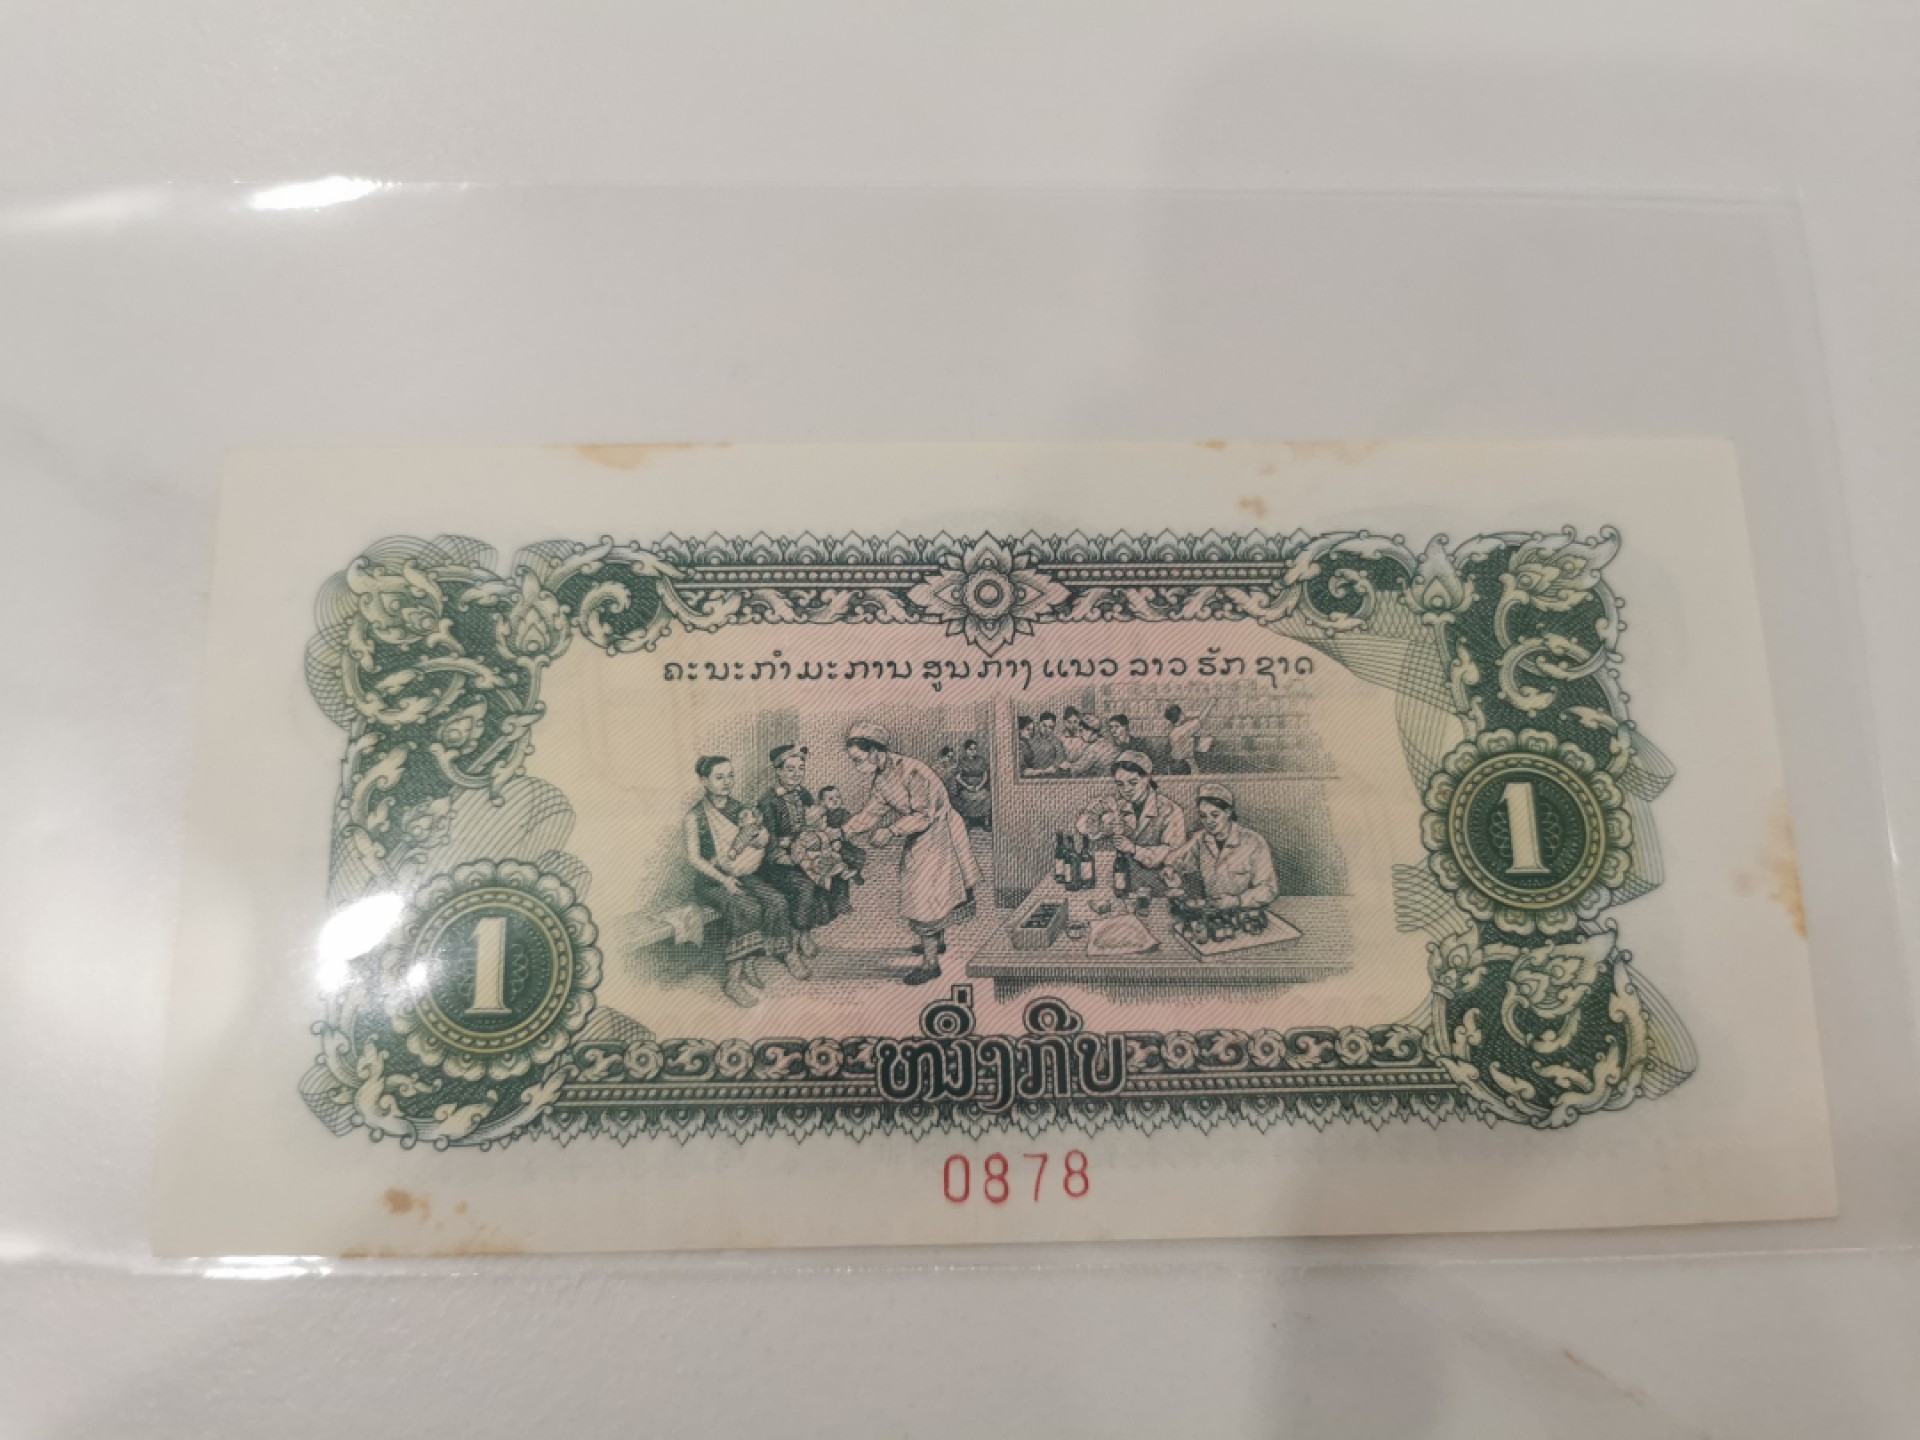 ຄະນະກຳມະການ ສູນກາງ ແນວ ລາວ ຮັກ ຊາດ
1
1
ໜຶ່ງກີບ
0878